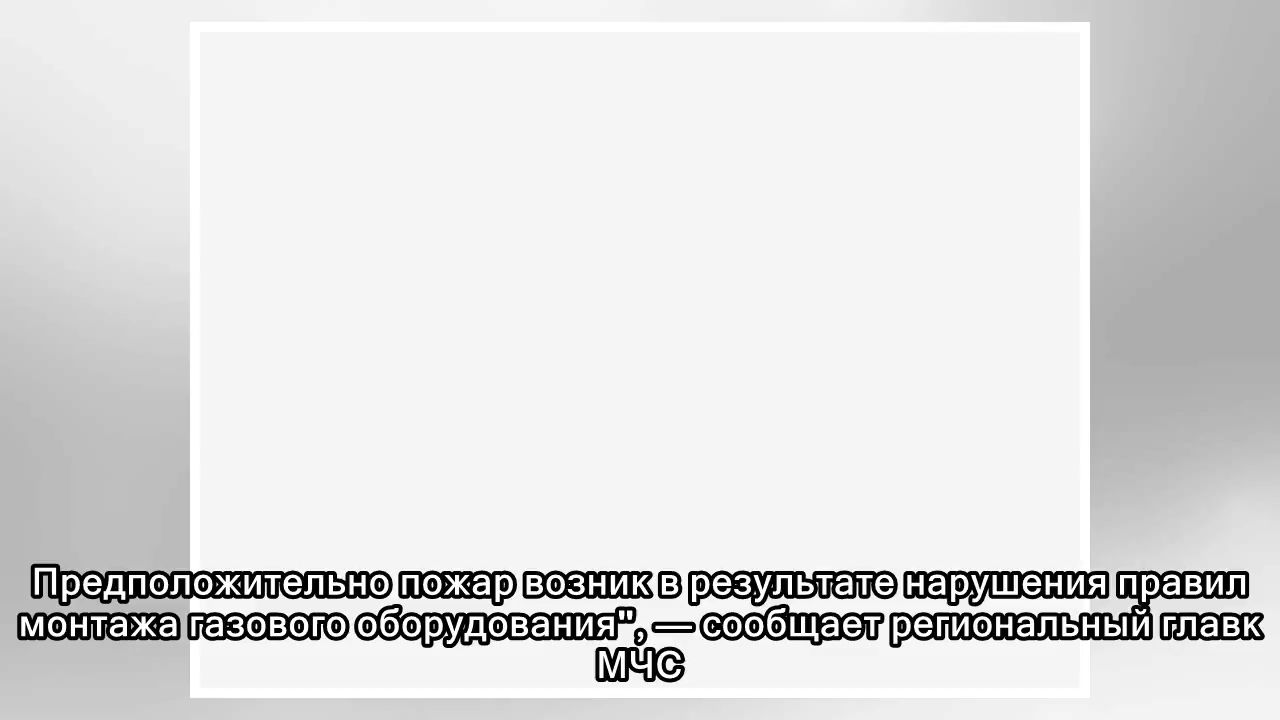 Предположительно пожар возник в результате нарушения правил
монтажа газового оборудования", — сообщает региональный главк
МЧС